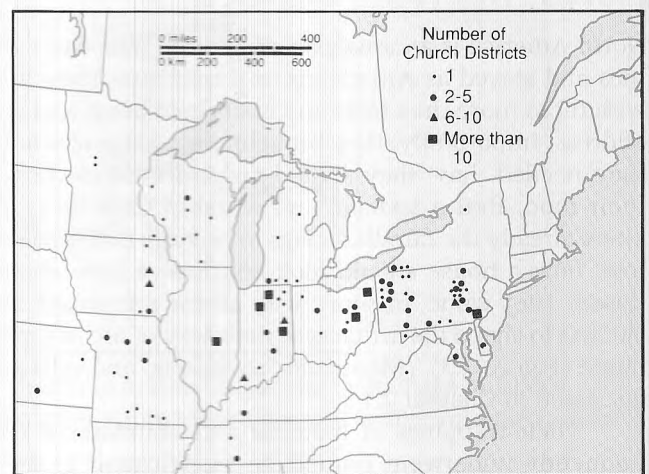 0 miles 200 400
0 km 200 400 600
Number of
Church Districts
1
2-5
6-10
More than
10